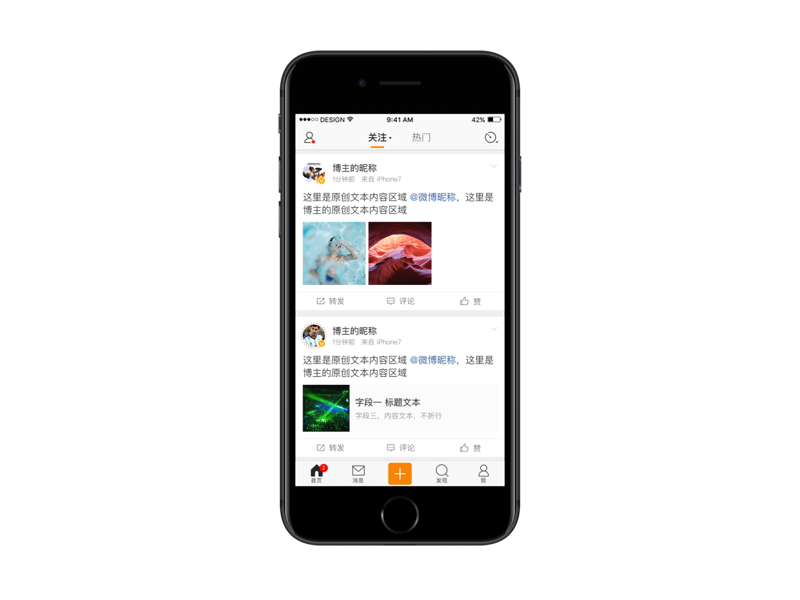 DESIGN 9:41 AM 42%
关注 热门
博主的昵称
1分钟前 来自 iPhone7
这里是原创文本内容区域 @微博昵称，这里是
博主的原创文本内容区域
转发 评论 赞
博主的昵称
1分钟前 来自 iPhone7
这里是原创文本内容区域 @微博昵称，这里是
博主的原创文本内容区域
字段一 标题文本
字段三，内容文本，不折行
转发 评论 赞
2
首页 消息 发现 我